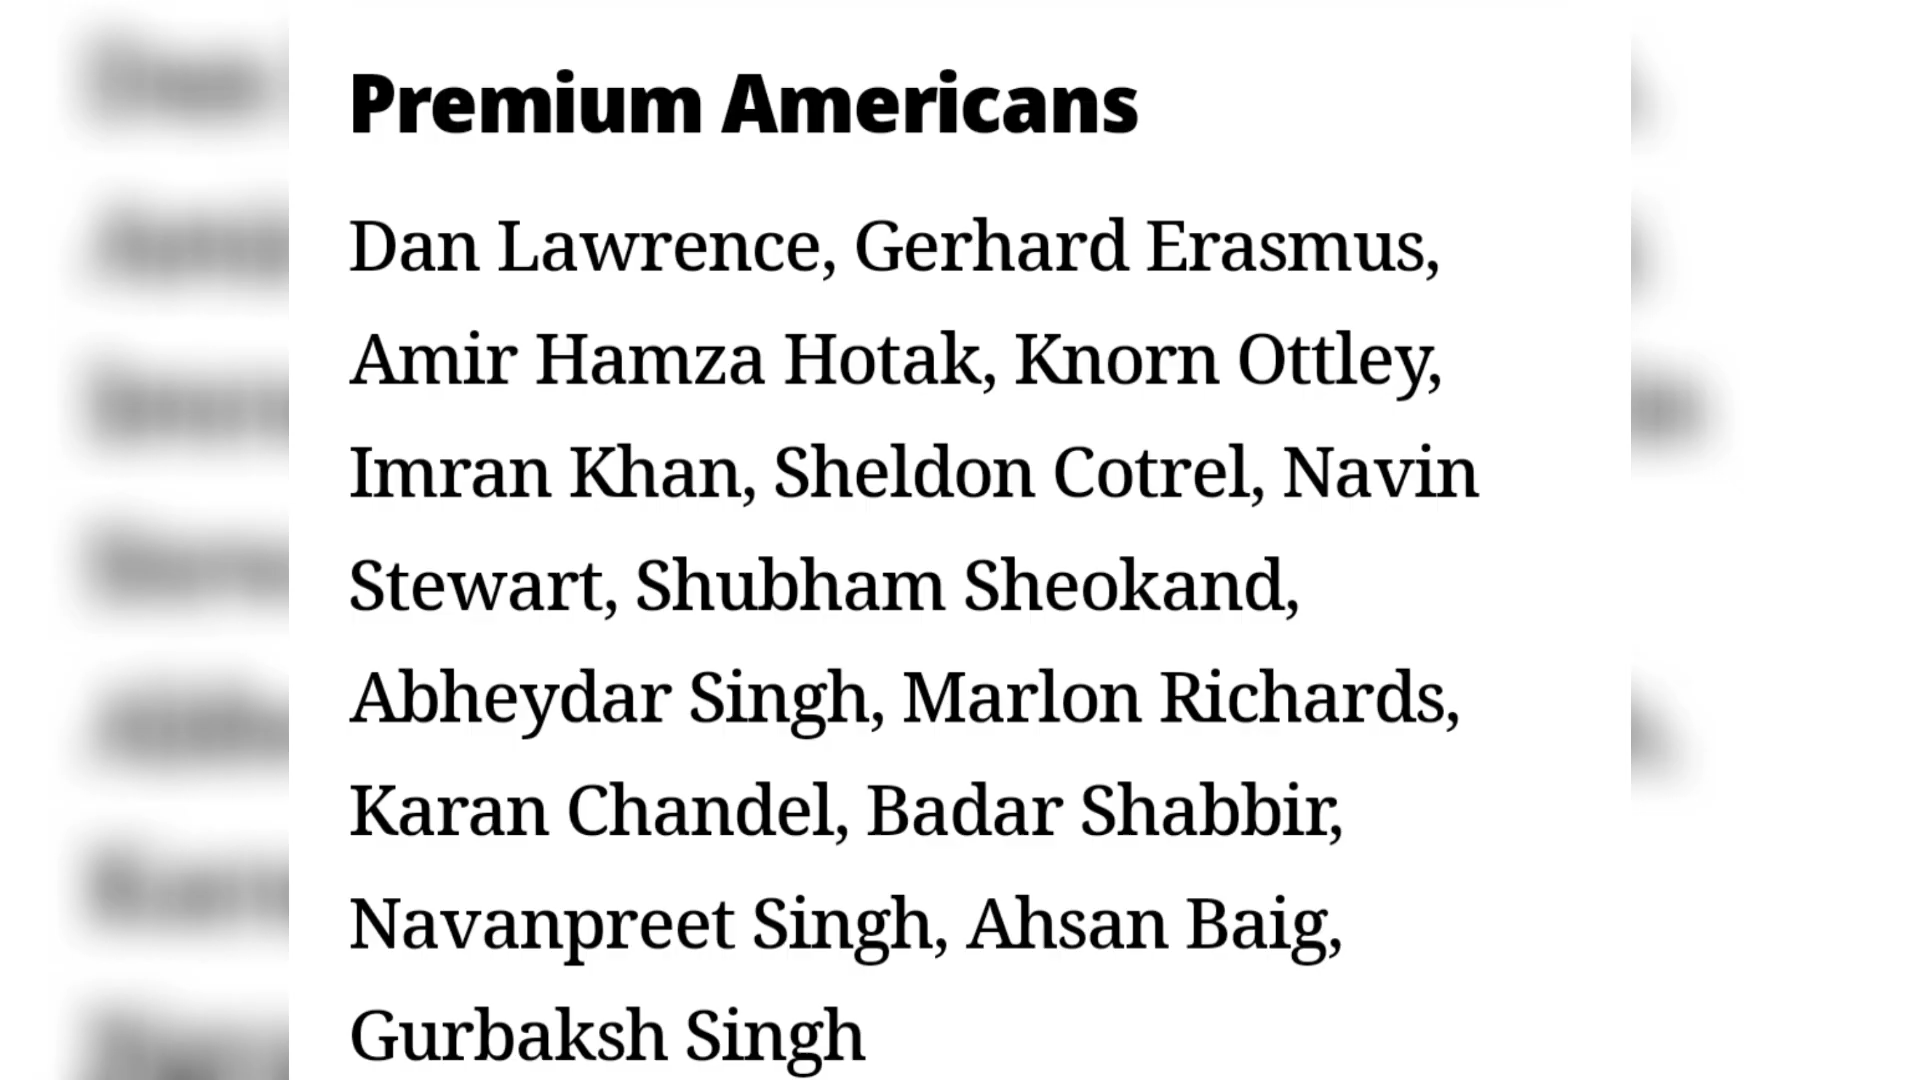 Premium Americans
Dan Lawrence, Gerhard Erasmus,
Amir Hamza Hotak, Knorn Ottley,
Imran Khan, Sheldon Cotrel, Navin
Stewart, Shubham Sheokand,
Abheydar Singh, Marlon Richards,
Karan Chandel, Badar Shabbir,
Navanpreet Singh, Ahsan Baig,
Gurbaksh Singh